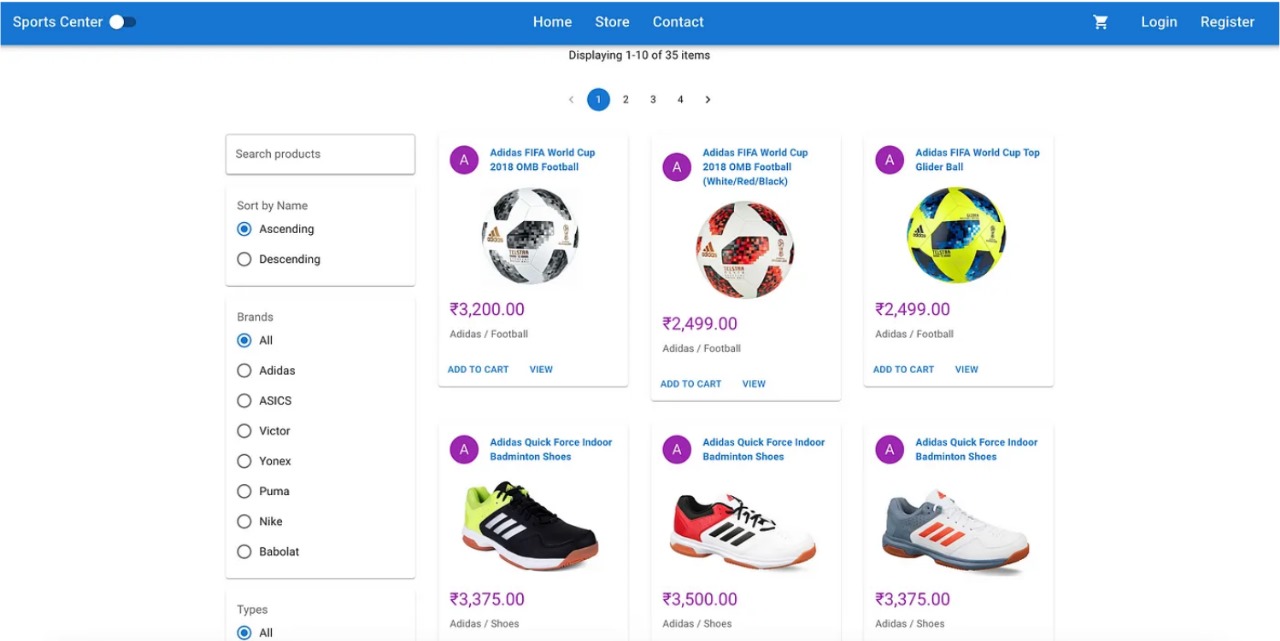 Sports Center
Home Store Contact
Login Register
Displaying 1-10 of 35 items
1 2 3 4
Search products
Sort by Name
Ascending
Descending
Brands
All
Adidas
ASICS
Victor
Yonex
Puma
Nike
Babolat
Types
All
A
Adidas FIFA World Cup
2018 OMB Football
adidas
₹3,200.00
Adidas / Football
ADD TO CART VIEW
A
Adidas FIFA World Cup
2018 OMB Football
(White/Red/Black)
adidas
TELSTAR
₹2,499.00
Adidas / Football
ADD TO CART VIEW
A
Adidas FIFA World Cup Top
Glider Ball
adidas
TELSTAR
₹2,499.00
Adidas / Football
ADD TO CART VIEW
A
Adidas Quick Force Indoor
Badminton Shoes
₹3,375.00
Adidas / Shoes
A
Adidas Quick Force Indoor
Badminton Shoes
₹3,500.00
Adidas / Shoes
A
Adidas Quick Force Indoor
Badminton Shoes
₹3,375.00
Adidas / Shoes